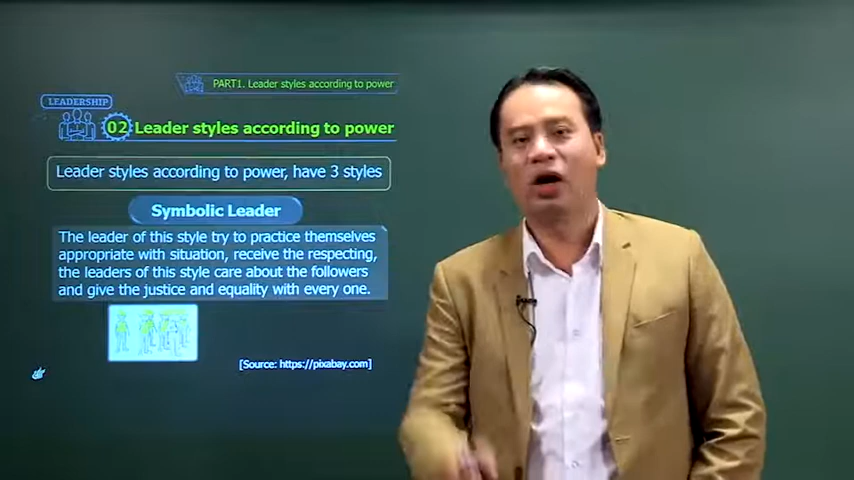 PART1. Leader styles according to power
LEADERSHIP
02 Leader styles according to power
Leader styles according to power, have 3 styles
Symbolic Leader
The leader of this style try to practice themselves
appropriate with situation, receive the respecting,
the leaders of this style care about the followers
and give the justice and equality with every one.
[Source: https://pixabay.com]